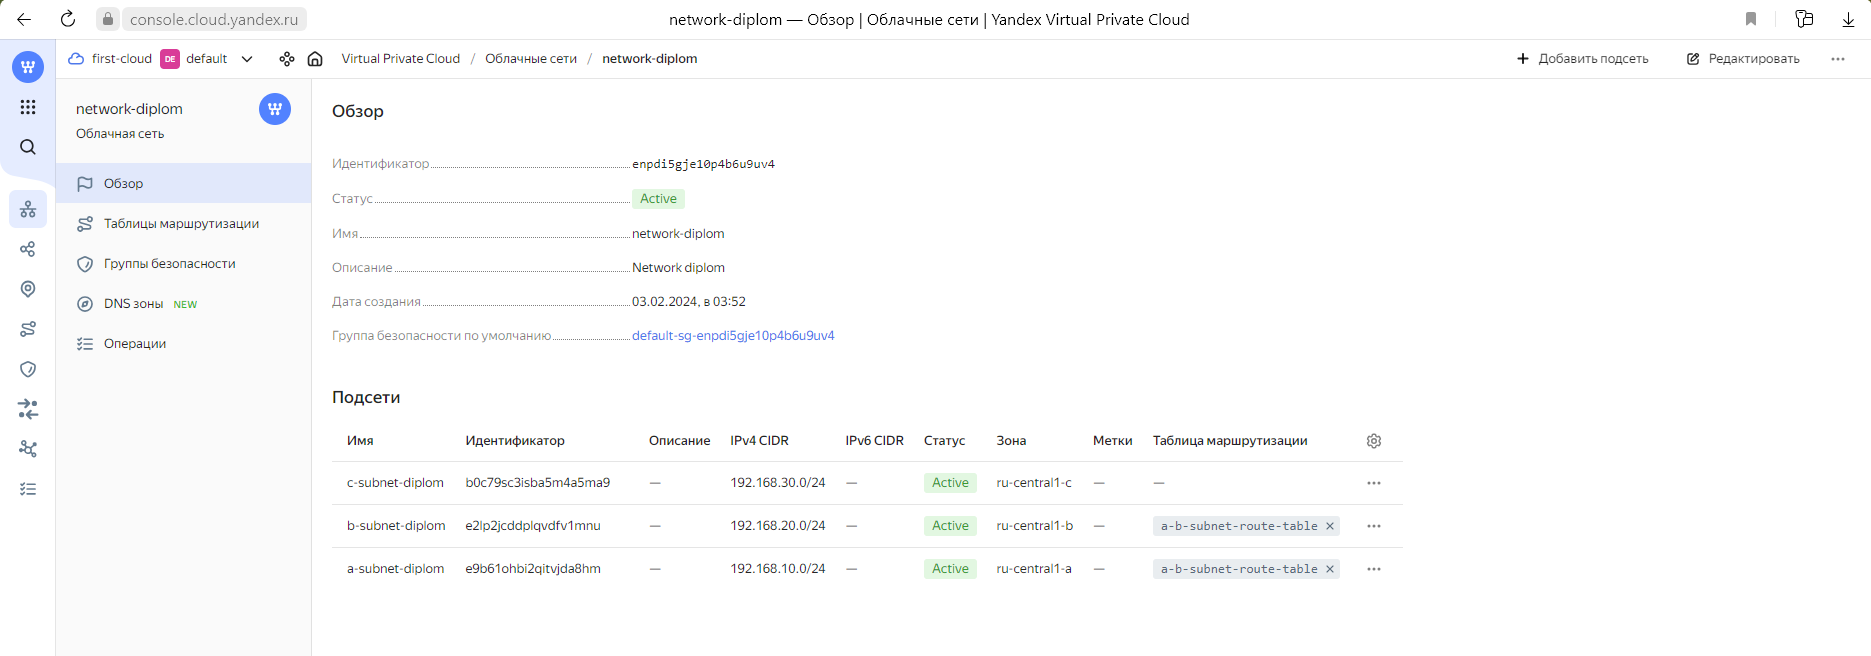 console.cloud.yandex.ru
network-diplom — Обзор | Облачные сети | Yandex Virtual Private Cloud
first-cloud DE default
Virtual Private Cloud / Облачные сети / network-diplom
Добавить подсеть
Редактировать
network-diplom
Облачная сеть
Обзор
Таблицы маршрутизации
Группы безопасности
DNS зоны NEW
Операции
Обзор
Идентификатор enpdi5gje10p4b6u9uv4
Статус Active
Имя network-diplom
Описание Network diplom
Дата создания 03.02.2024, в 03:52
Группа безопасности по умолчанию default-sg-enpdi5gje10p4b6u9uv4
Подсети
Имя Идентификатор Описание IPv4 CIDR IPv6 CIDR Статус Зона Метки Таблица маршрутизации
c-subnet-diplom b0c79sc3isba5m4a5ma9 — 192.168.30.0/24 — Active ru-central1-c — —
b-subnet-diplom e2lp2jcddplqvdfv1mnu — 192.168.20.0/24 — Active ru-central1-b — a-b-subnet-route-table ×
a-subnet-diplom e9b61ohbi2qitvjda8hm — 192.168.10.0/24 — Active ru-central1-a — a-b-subnet-route-table ×